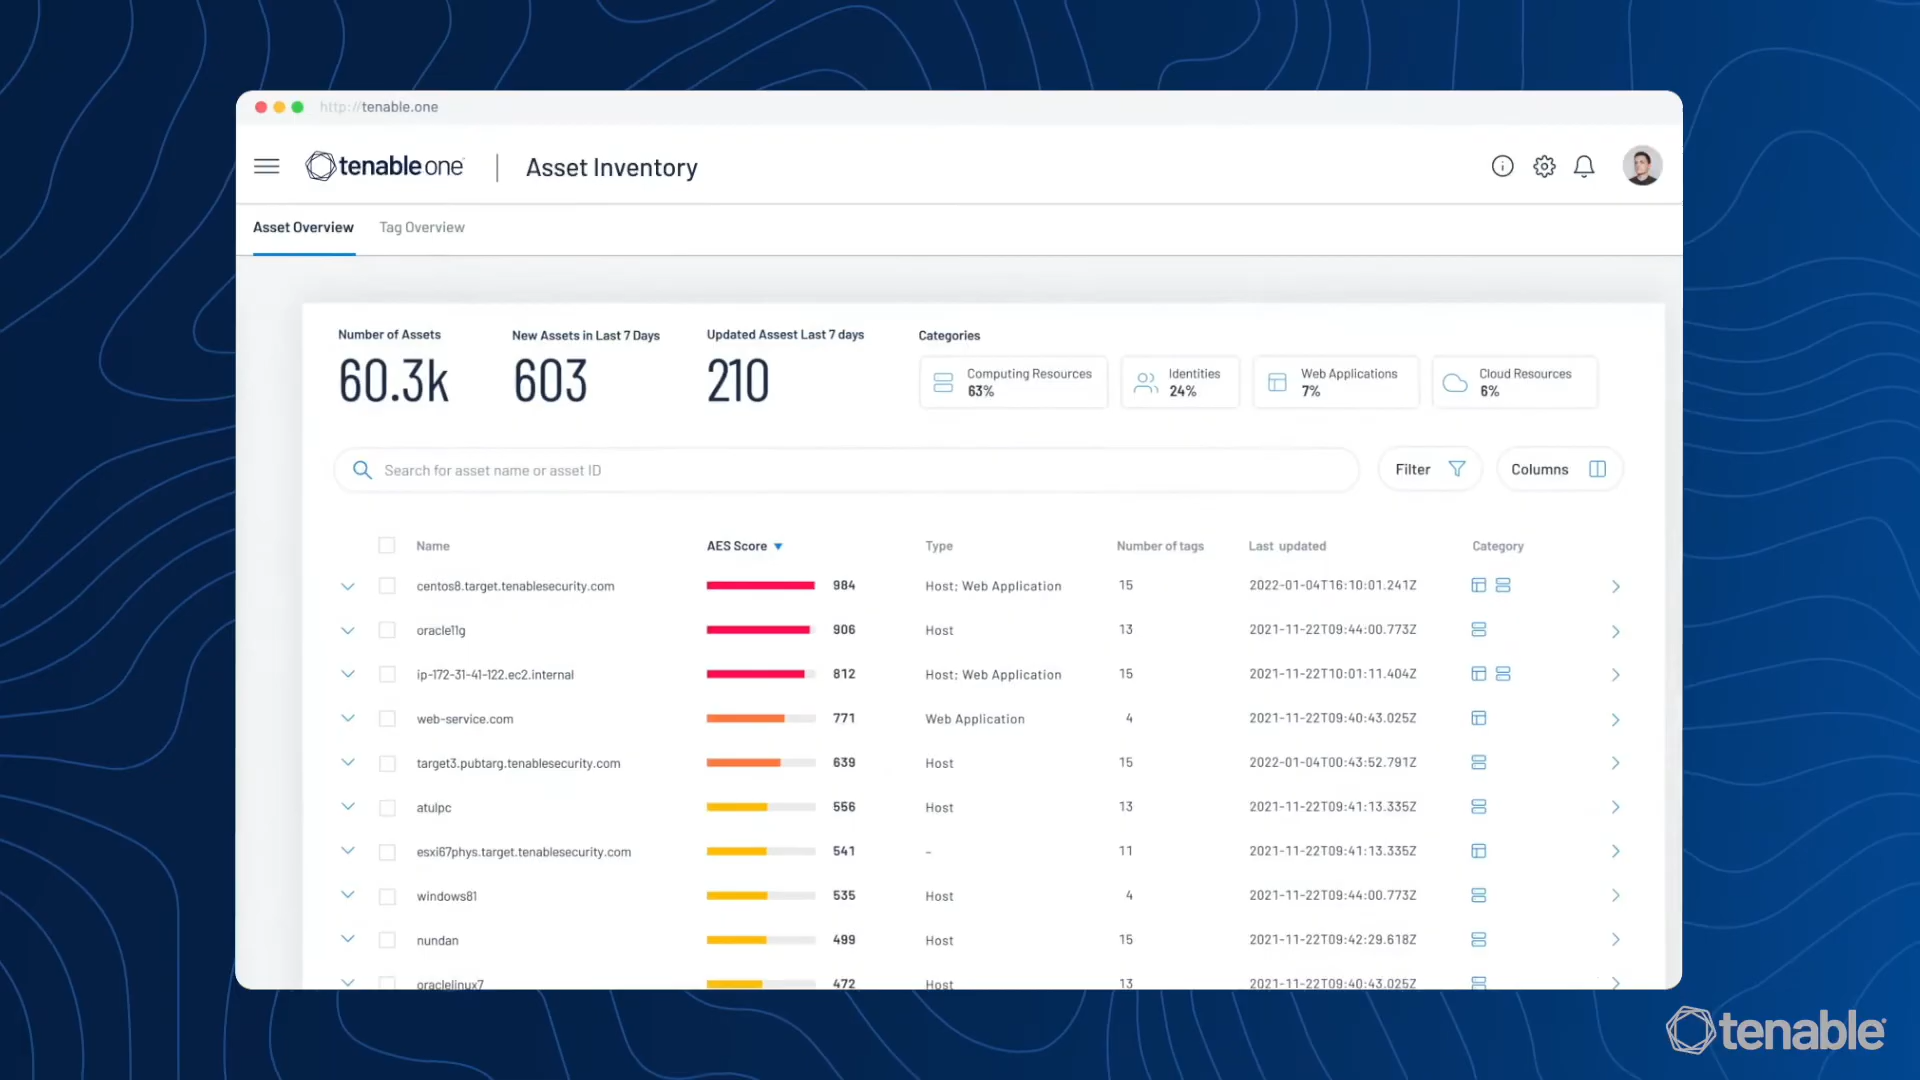 http://tenable.one
tenable one | Asset Inventory
Asset Overview Tag Overview
Number of Assets New Assets in Last 7 Days Updated Assest Last 7 days Categories
60.3k 603 210
Computing Resources Identities Web Applications Cloud Resources
63% 24% 7% 6%
Search for asset name or asset ID Filter Columns
Name AES Score Type Number of tags Last updated Category
centos8.target.tenablesecurity.com 984 Host; Web Application 15 2022-01-04T16:10:01.241Z
oracle11g 906 Host 13 2021-11-22T09:44:00.773Z
ip-172-31-41-122.ec2.internal 812 Host; Web Application 15 2021-11-22T10:01:11.404Z
web-service.com 771 Web Application 4 2021-11-22T09:40:43.025Z
target3.pubtarg.tenablesecurity.com 639 Host 15 2022-01-04T00:43:52.791Z
atulpc 556 Host 13 2021-11-22T09:41:13.335Z
esxi67phys.target.tenablesecurity.com 541 - 11 2021-11-22T09:41:13.335Z
windows81 535 Host 4 2021-11-22T09:44:00.773Z
nundan 499 Host 15 2021-11-22T09:42:29.618Z
oraclelinux7 472 Host 13 2021-11-22T09:40:43.025Z
tenable